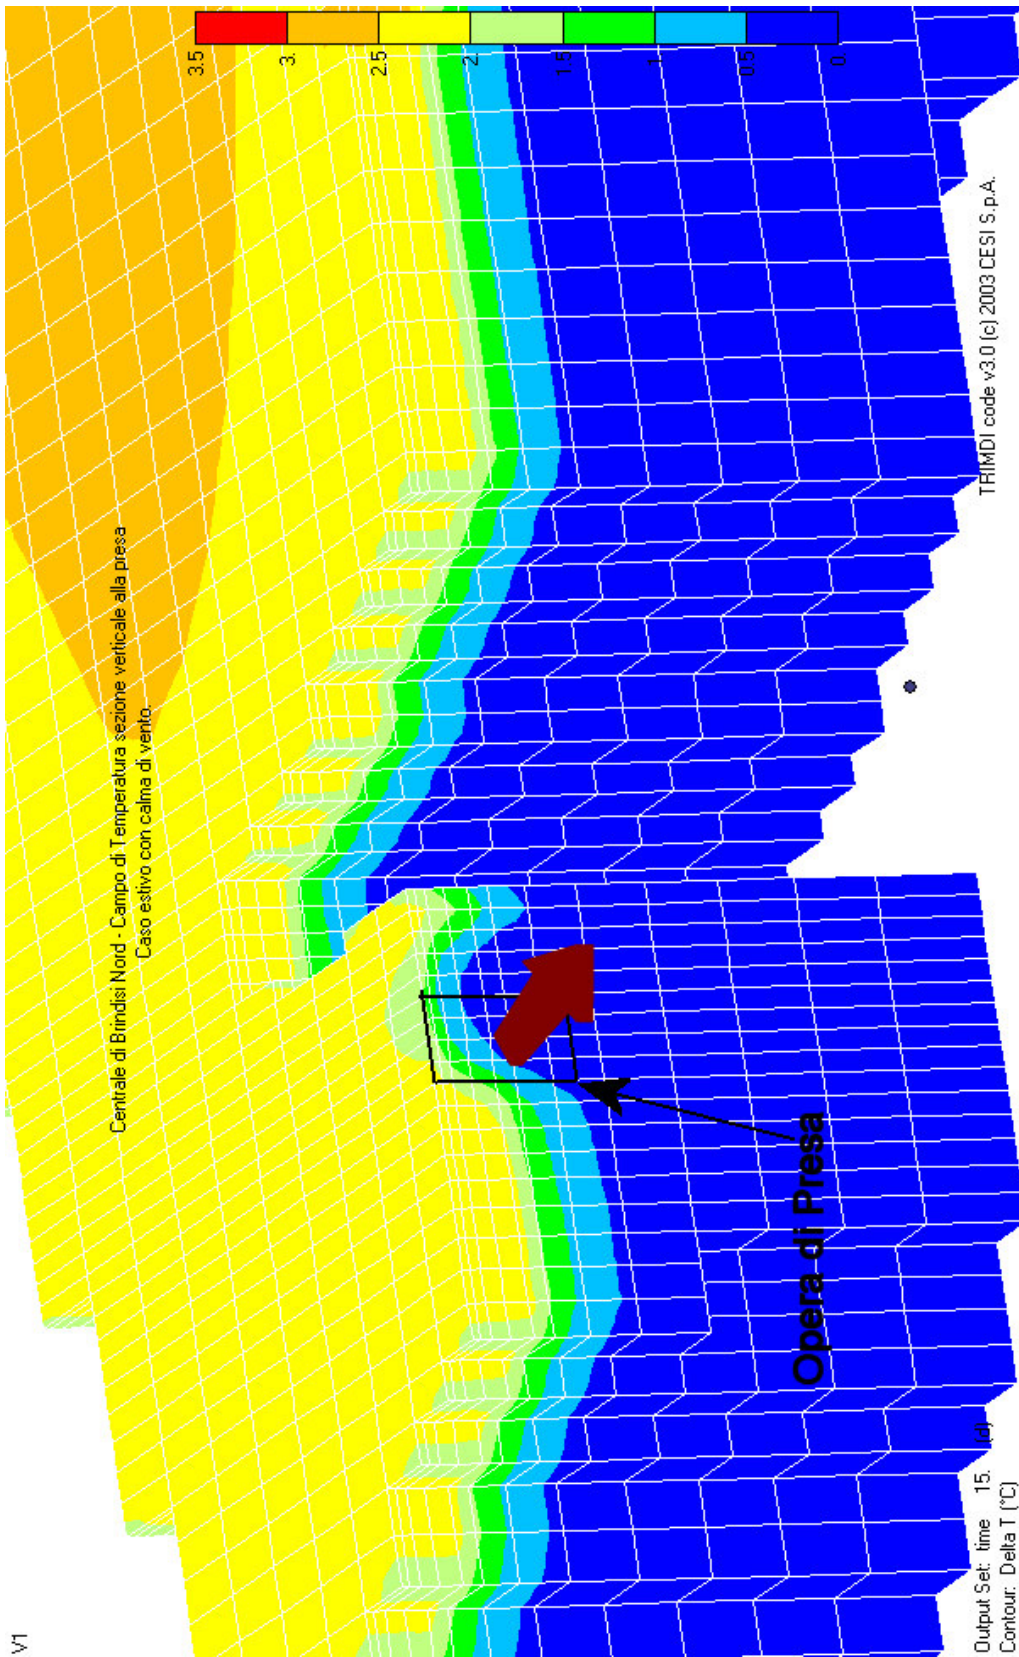 V1
Centrale di Brindisi Nord - Campo di Temperatura sezione verticale alla presa
Caso estivo con calma di vento.
3.5
3.
2.5
2.
1.5
1.
0.5
0.
Opera di Presa
Output Set: time 15. (d)
Contour: Delta T (°C)
TRIMDI code v3.0 (c) 2003 CESI S.p.A.